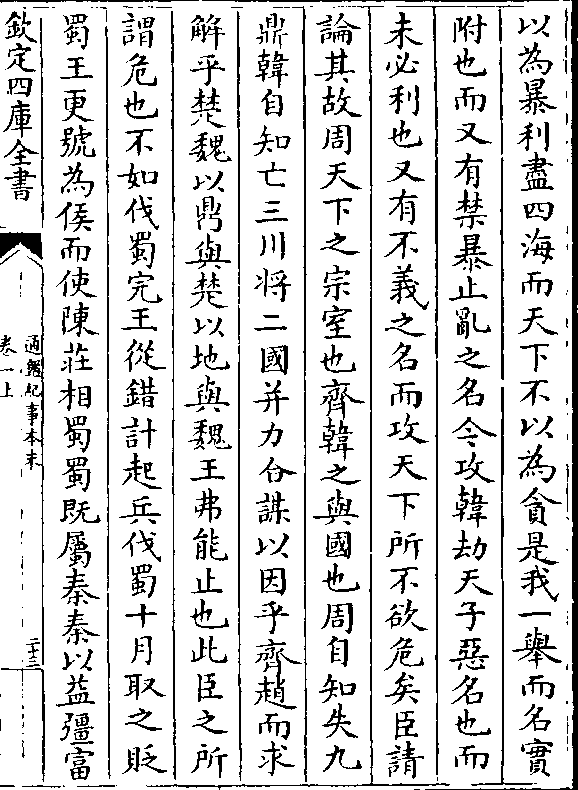 以為暴利盡四海而天下不以為貪是我一舉而名實
附也而又有禁暴止亂之名今攻韓劫天子惡名也而
未必利也又有不義之名而攻天下所不欲危矣臣請
論其故周天下之宗室也齊韓之與國也周自知失九
鼎韓自知亡三川将二國并力合謀以因乎齊趙而求
解乎楚魏以鼎與楚以地與魏王弗能止也此臣之所
謂危也不如伐蜀完王從錯計起兵伐蜀十月取之貶
蜀王更號為侯而使陳莊相蜀蜀既屬秦秦以益彊富
欽定四庫全書
通鑑紀事本末
卷一上
二十三